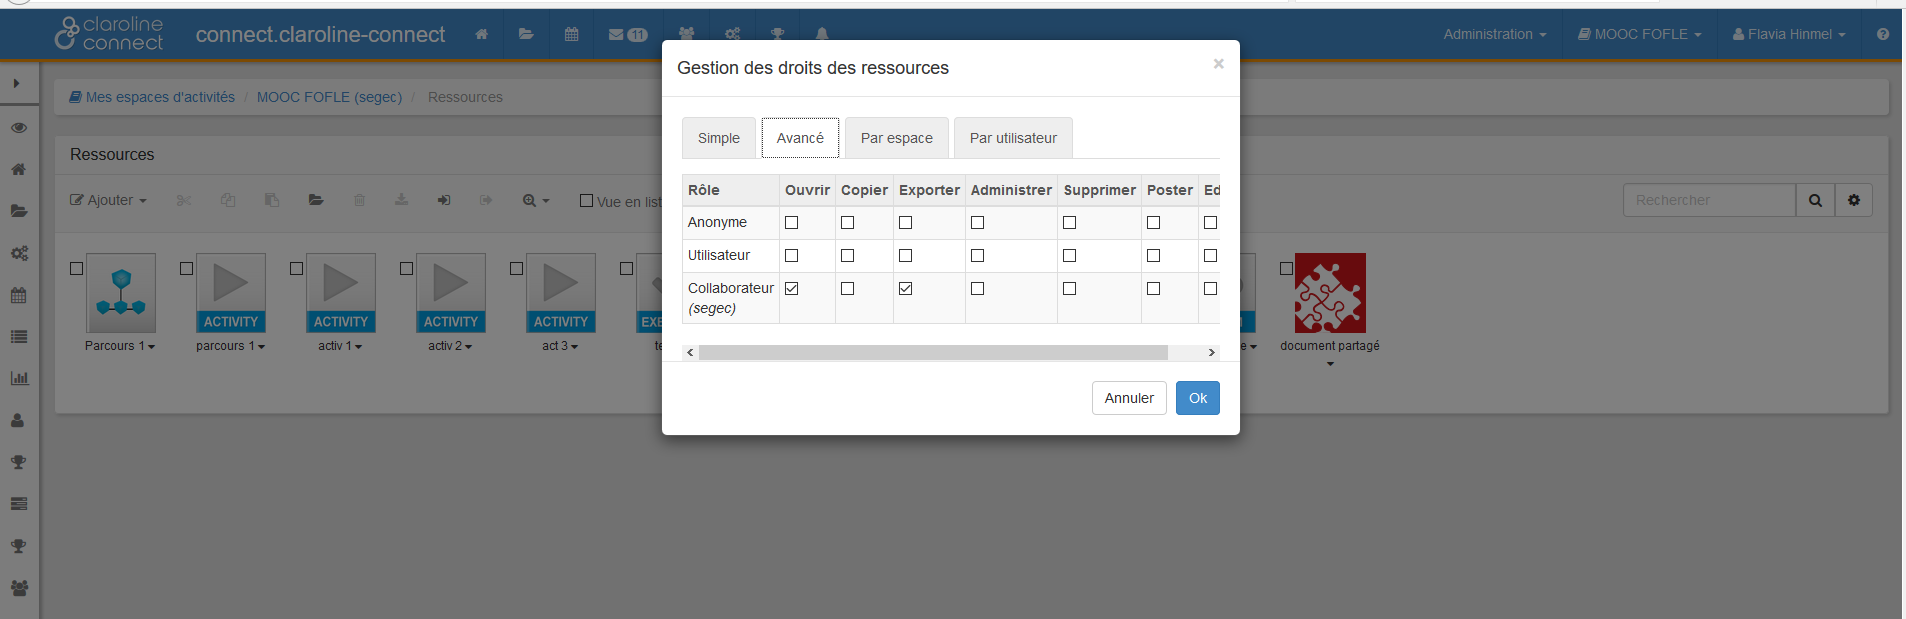 claroline
connect
connect.claroline-connect
11
Administration
MOOC FOFLE
Flavia Hinmel
Gestion des droits des ressources
×
Mes espaces d'activités / MOOC FOFLE (segec) / Ressources
Simple
Avancé
Par espace
Par utilisateur
Ressources
Ajouter
Vue en list
Rechercher
Rôle Ouvrir Copier Exporter Administrer Supprimer Poster Ed
Anonyme
Utilisateur
Collaborateur
(segec)
ACTIVITY
ACTIVITY
ACTIVITY
ACTIVITY
EXE
Parcours 1
parcours 1
activ 1
activ 2
act 3
te
e
document partagé
Annuler
Ok